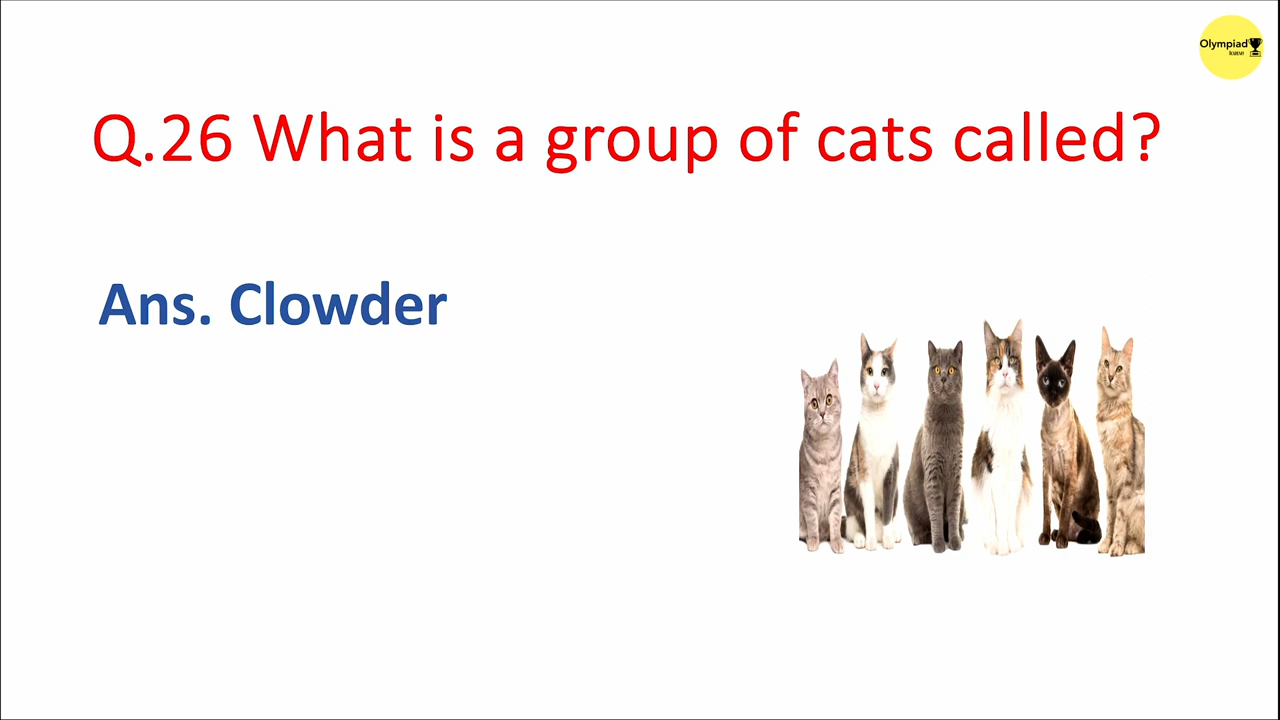 Olympiad
Q.26 What is a group of cats called?
Ans. Clowder